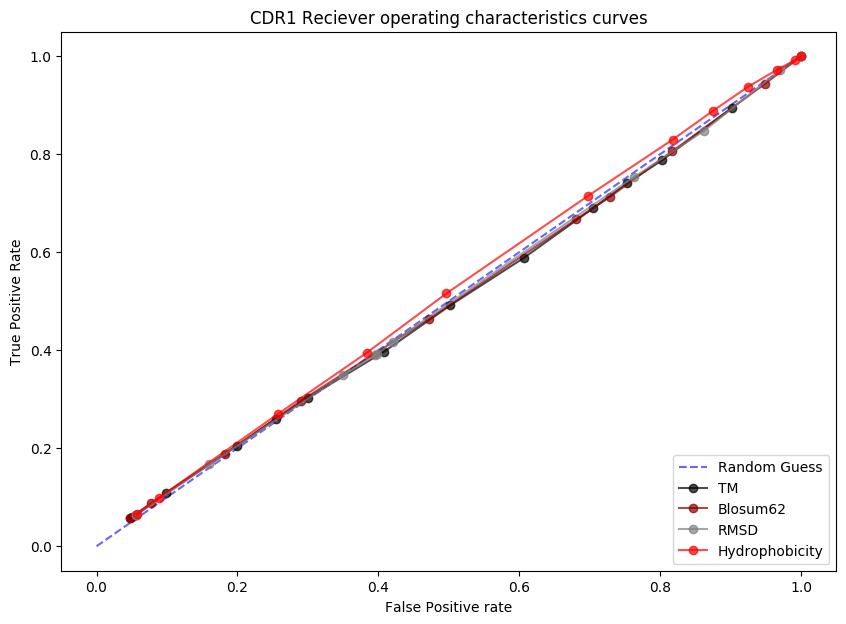 CDR1 Reciever operating characteristics curves
True Positive Rate
1.0
0.8
0.6
0.4
0.2
0.0
0.0 0.2 0.4 0.6 0.8 1.0
False Positive rate
Random Guess
TM
Blosum62
RMSD
Hydrophobicity